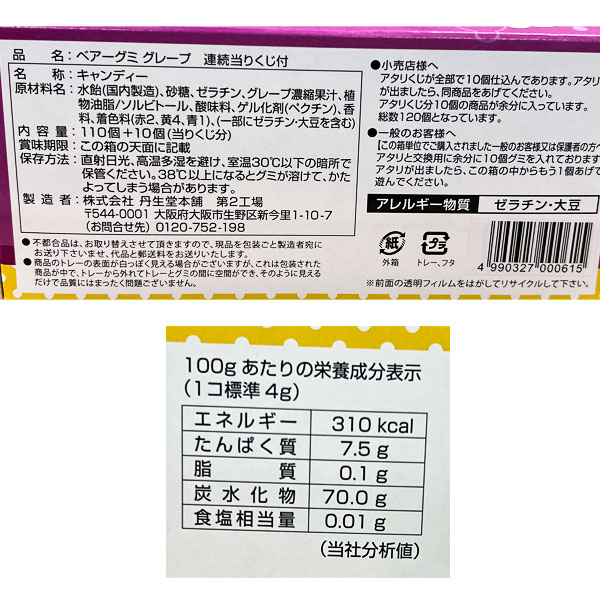 品 名 ベアーグミ グレープ 連続当りくじ付
名 称:キャンディー
原材料名:水飴(国内製造)、砂糖、ゼラチン、グレープ濃縮果汁、植
物油脂/ソルビトール、酸味料、ゲル化剤(ペクチン)、香
料、着色料(赤2、黄4、青1)、(一部にゼラチン・大豆を含む)
内 容 量:110個+10個(当りくじ分)
賞味期限:この箱の天面に記載
保存方法:直射日光、高温多湿を避け、室温30℃以下の暗所で
保管ください。38℃以上になるとグミが溶けて、かた
よってしまう場合があります。
製 造 者:株式会社 丹生堂本舗 第2工場
〒544-0001 大阪府大阪市生野区新今里1-10-7
(お問合せ先) 0120-752-198
●不都合品は、お取り替えさせて頂きますので、現品を包装ごと製造者宛に
お送り下さいませ、代品と郵送料をお送りいたします。
●商品のトレーの表面が白っぽく見える場合がございますが、これは包装された
商品が中で、トレーから外れてトレーとグミの間に空間ができ、そのように見える
だけで品質にはまったく問題ございません。
●小売店様へ
アタリくじが全部で10個仕込んであります。アタリ
が出ましたら、同商品をあげてください。
アタリくじ分10個の商品が余分に入っています。
総数120個となっています。
●一般のお客様へ
【この箱単位でご購入されました一般のお客様は保護者の方へ
アタリと交換用に余分に10個グミを入れております。
アタリが出ましたら、この箱の中からもう1個あげて
遊んでください。
アレルギー物質 ゼラチン・大豆
紙
外箱
プラ
トレー、フタ
4 990327 000615
※前面の透明フィルムをはがしてリサイクルして下さい。
100g あたりの栄養成分表示
(1コ標準 4g)
エネルギー 310 kcal
たんぱく質 7.5 g
脂 質 0.1 g
炭水化物 70.0 g
食塩相当量 0.01 g
(当社分析値)